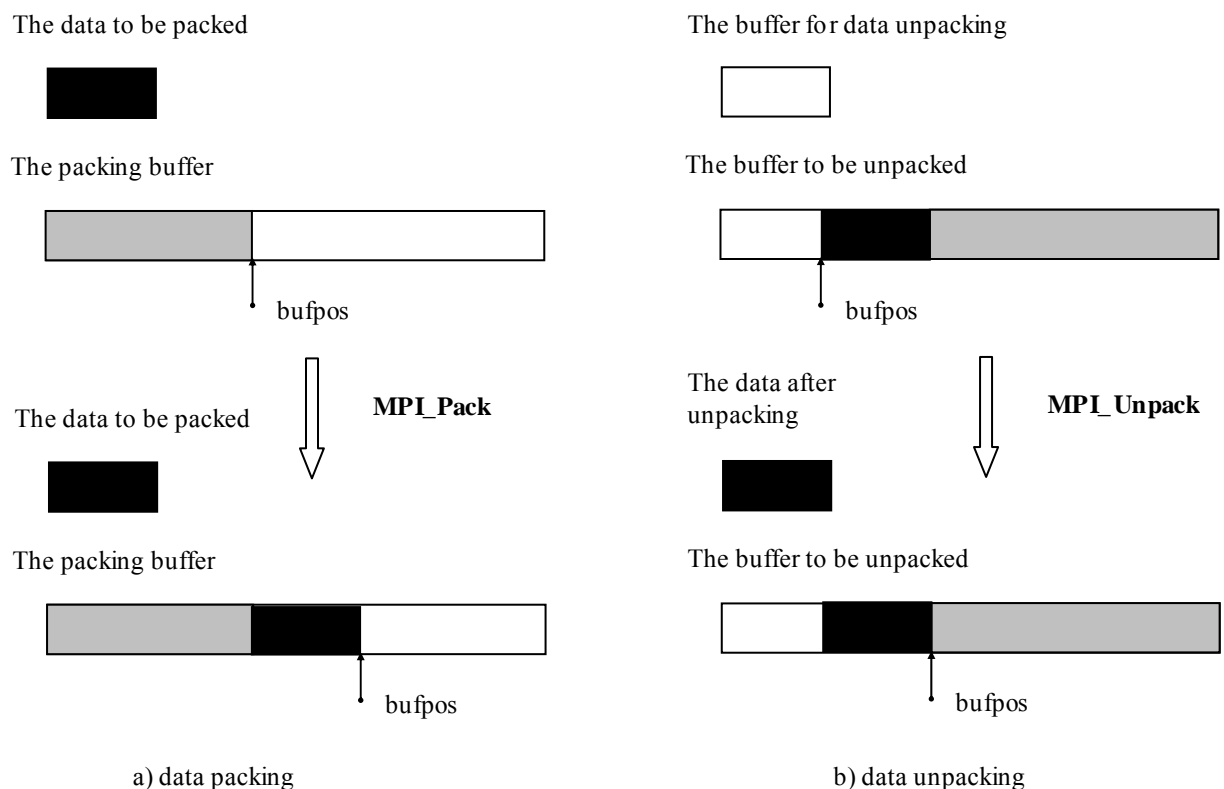 The data to be packed
The packing buffer
bufpos
MPI_Pack
The data to be packed
The packing buffer
bufpos
a) data packing
The buffer for data unpacking
The buffer to be unpacked
bufpos
The data after
unpacking
MPI_Unpack
The buffer to be unpacked
bufpos
b) data unpacking